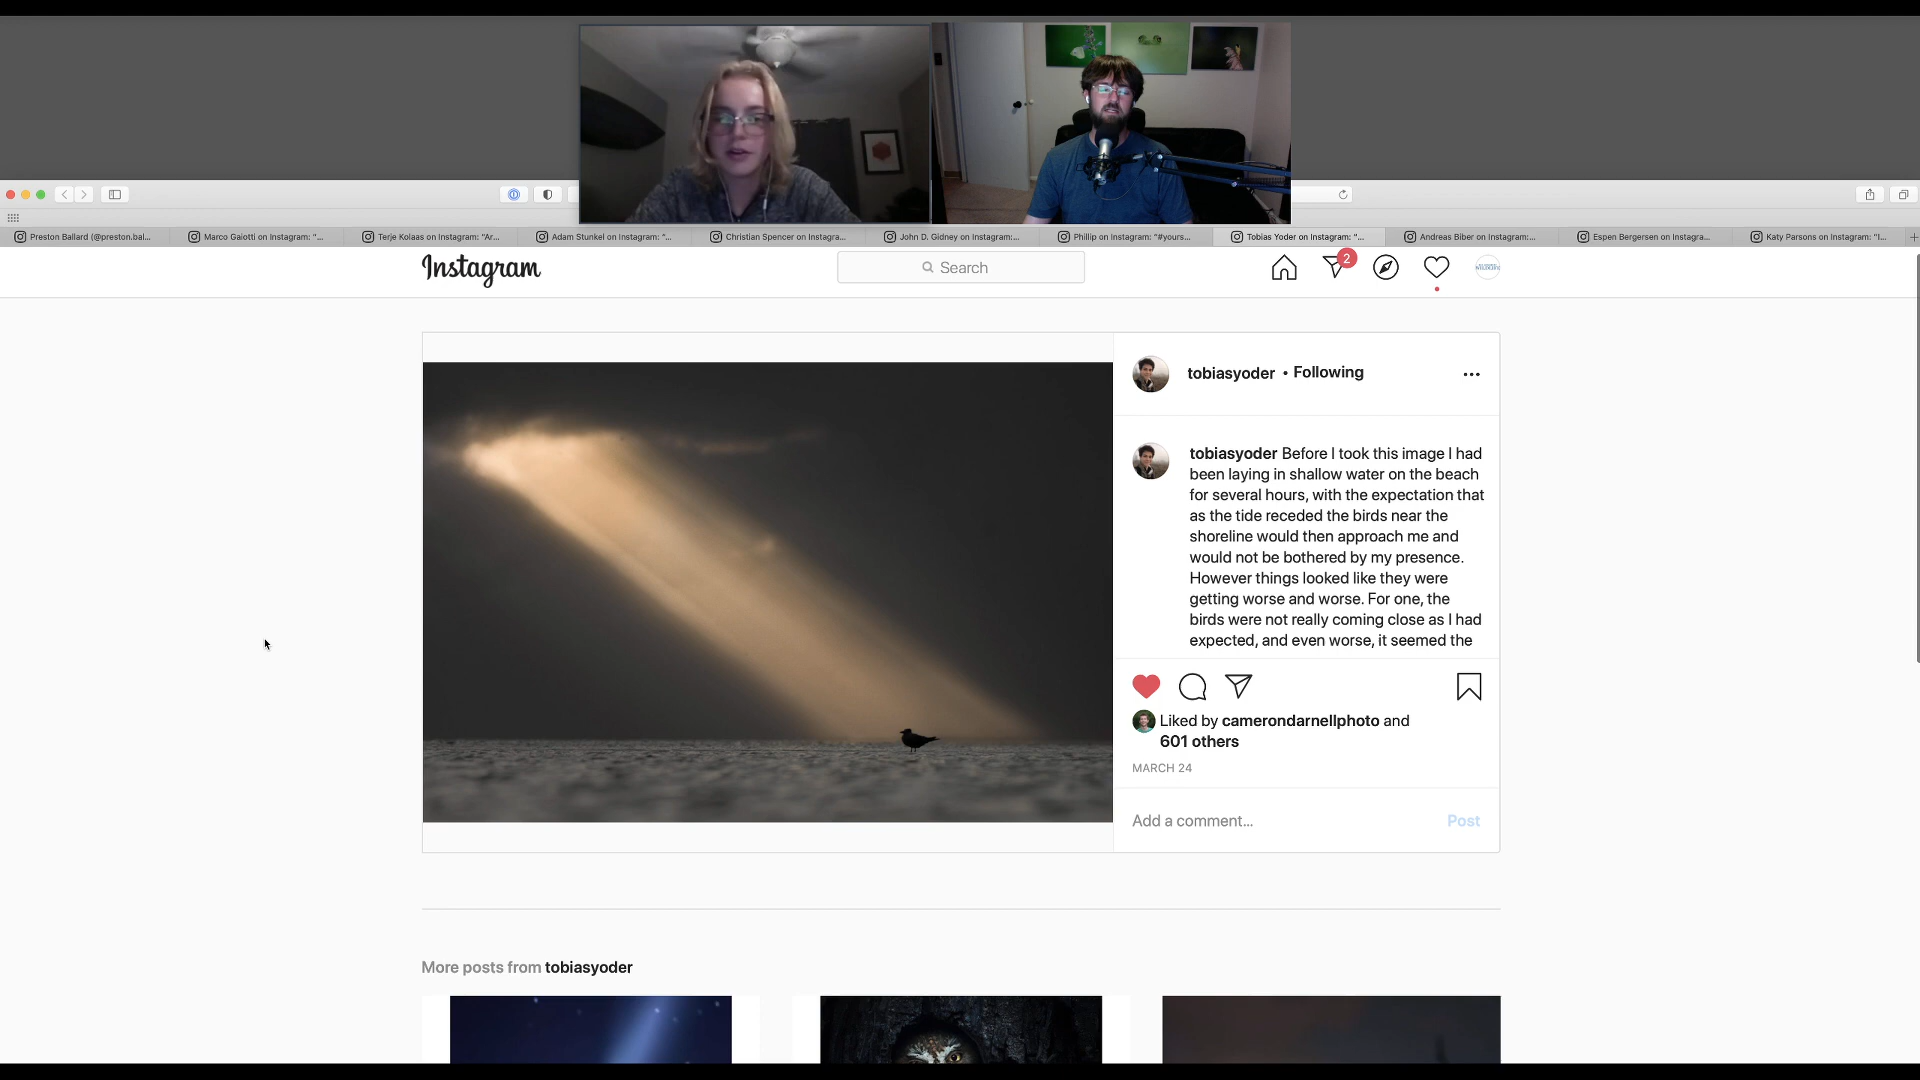 Preston Ballard (@preston.bal...
Marco Gaiotti on Instagram: "...
Terje Kolaas on Instagram: "Ar...
Adam Stunkel on Instagram: "...
Christian Spencer on Instagra...
John D. Gidney on Instagram:...
Phillip on Instagram: "#yours...
Tobias Yoder on Instagram: "...
Andreas Biber on Instagram:...
Espen Bergersen on Instagra...
Katy Parsons on Instagram: "I...
Instagram
Search
2
tobiasyoder • Following
tobiasyoder Before I took this image I had
been laying in shallow water on the beach
for several hours, with the expectation that
as the tide receded the birds near the
shoreline would then approach me and
would not be bothered by my presence.
However things looked like they were
getting worse and worse. For one, the
birds were not really coming close as I had
expected, and even worse, it seemed the
Liked by camerondarnellphoto and
601 others
MARCH 24
Add a comment...
Post
More posts from tobiasyoder